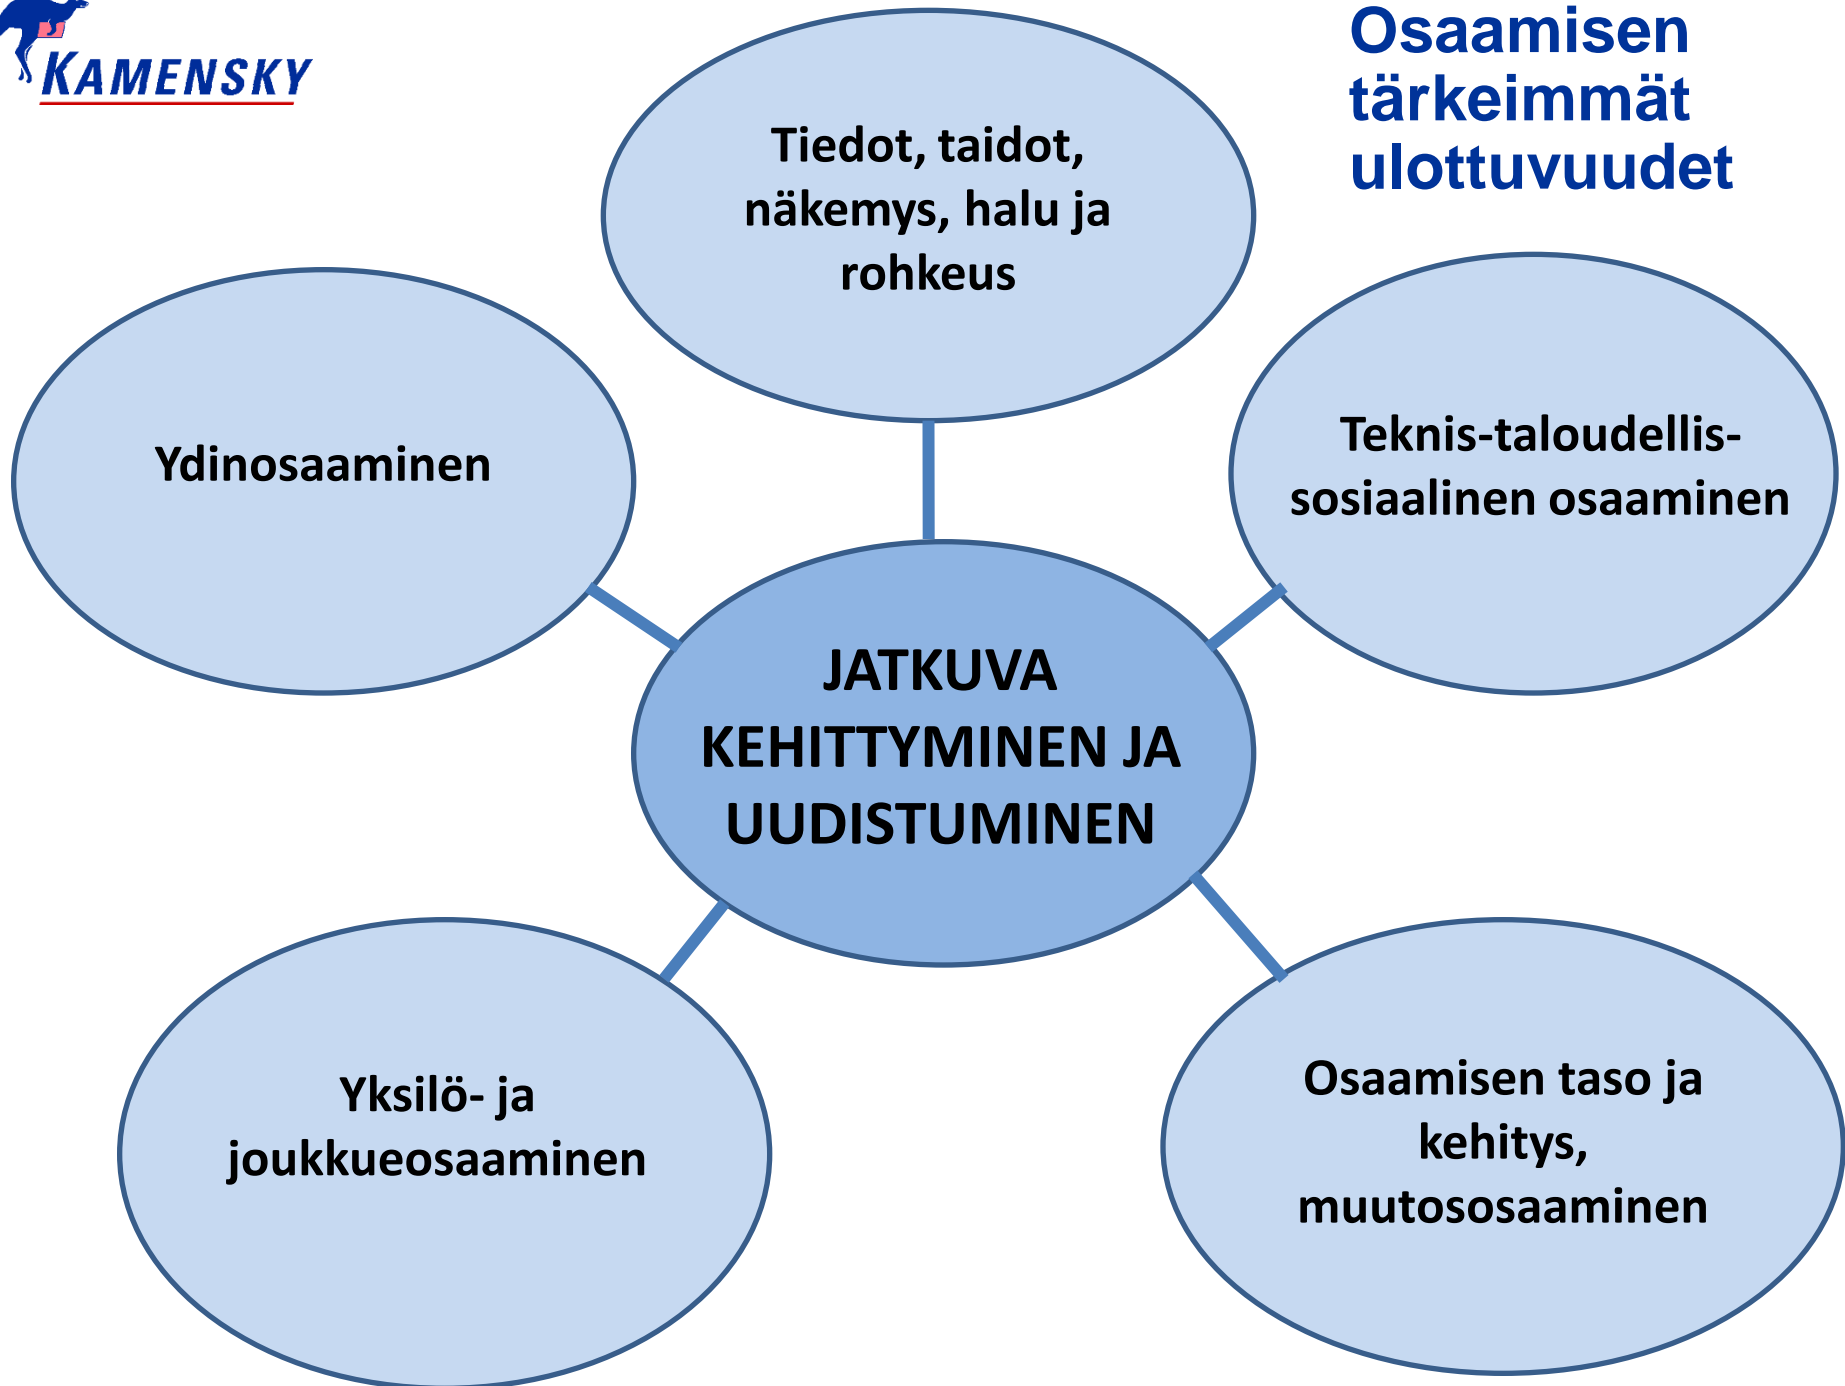 KAMENSKY
Osaamisen
tärkeimmät
ulottuvuudet
Tiedot, taidot,
näkemys, halu ja
rohkeus
Ydinosaaminen
Teknis-taloudellis-
sosiaalinen osaaminen
JATKUVA
KEHITTYMINEN JA
UUDISTUMINEN
Yksilö- ja
joukkueosaaminen
Osaamisen taso ja
kehitys,
muutososaaminen